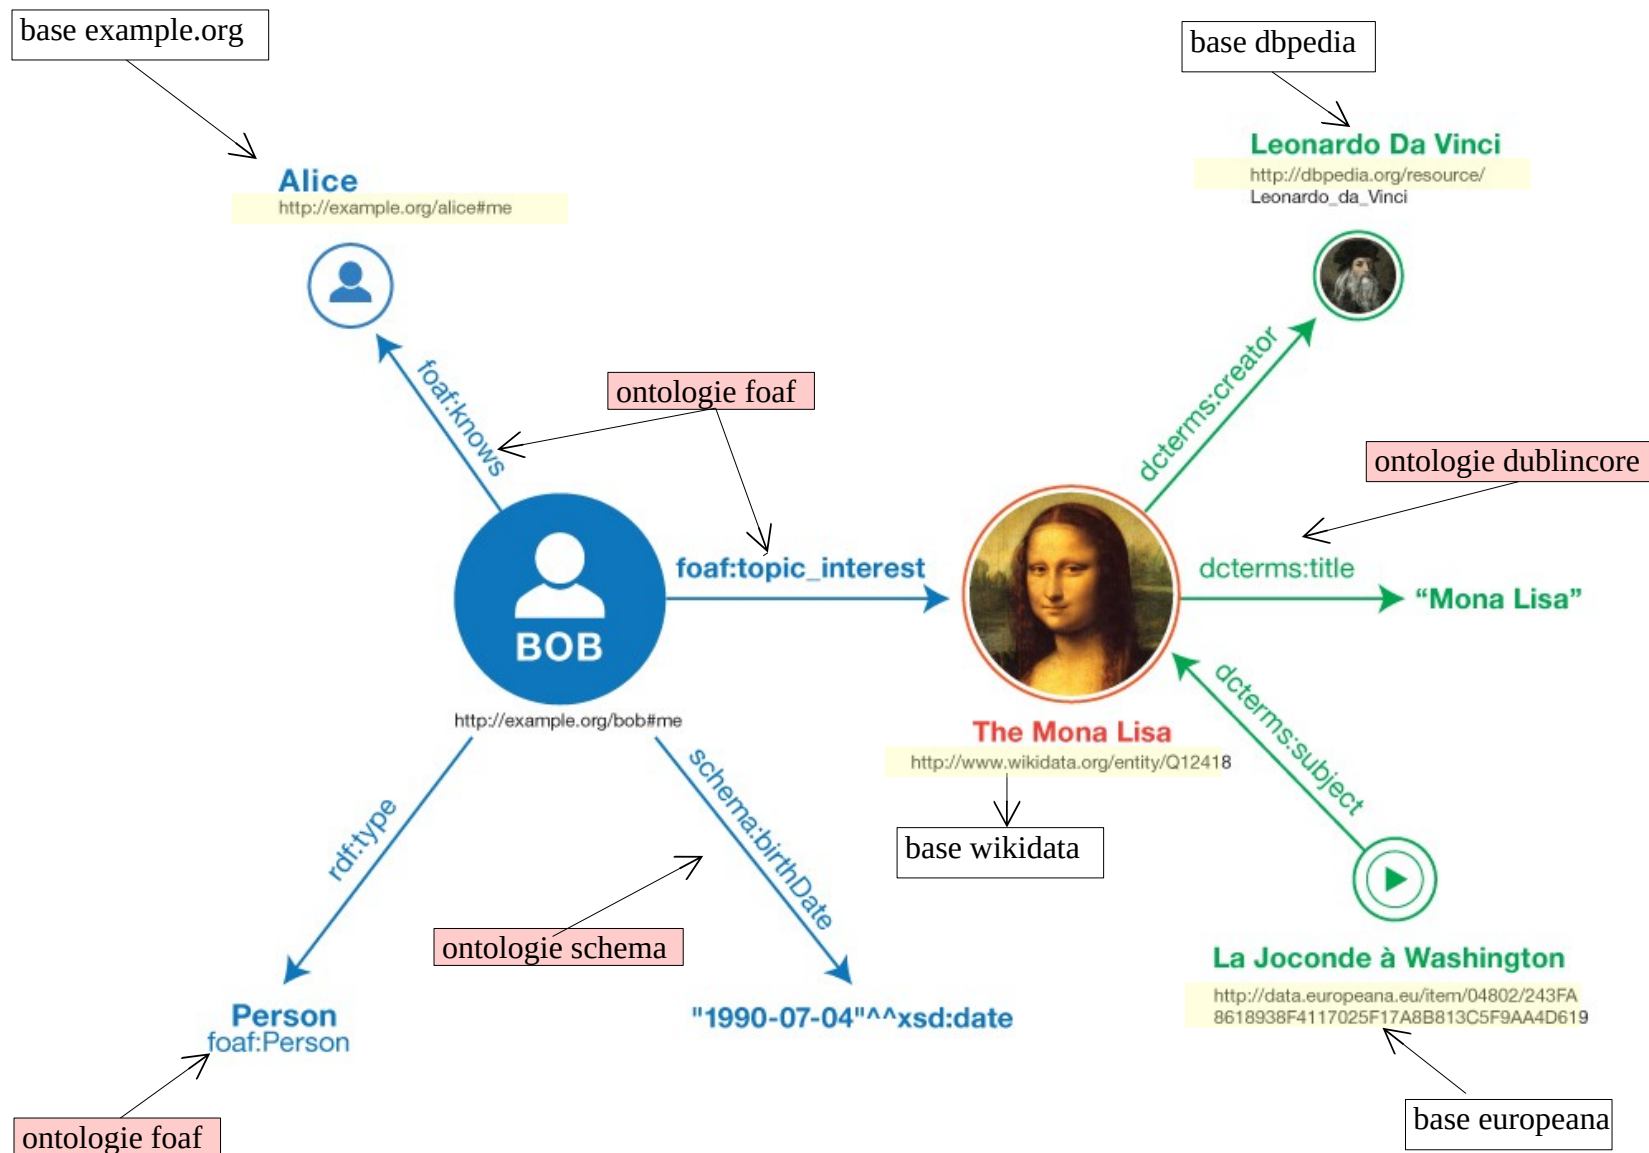 base example.org
base dbpedia
Leonardo Da Vinci
http://dbpedia.org/resource/
Leonardo_da_Vinci
Alice
http://example.org/alice#me
foaf:knows
ontologie foaf
dcterms:creator
ontologie dublincore
foaf:topic_interest
dcterms:title
“Mona Lisa”
BOB
http://example.org/bob#me
The Mona Lisa
http://www.wikidata.org/entity/Q12418
dcterms:subject
base wikidata
rdf:type
schema:birthDate
ontologie schema
La Joconde à Washington
http://data.europeana.eu/item/04802/243FA
8618938F4117025F17A8B813C5F9AA4D619
Person
foaf:Person
"1990-07-04"^^xsd:date
base europeana
ontologie foaf